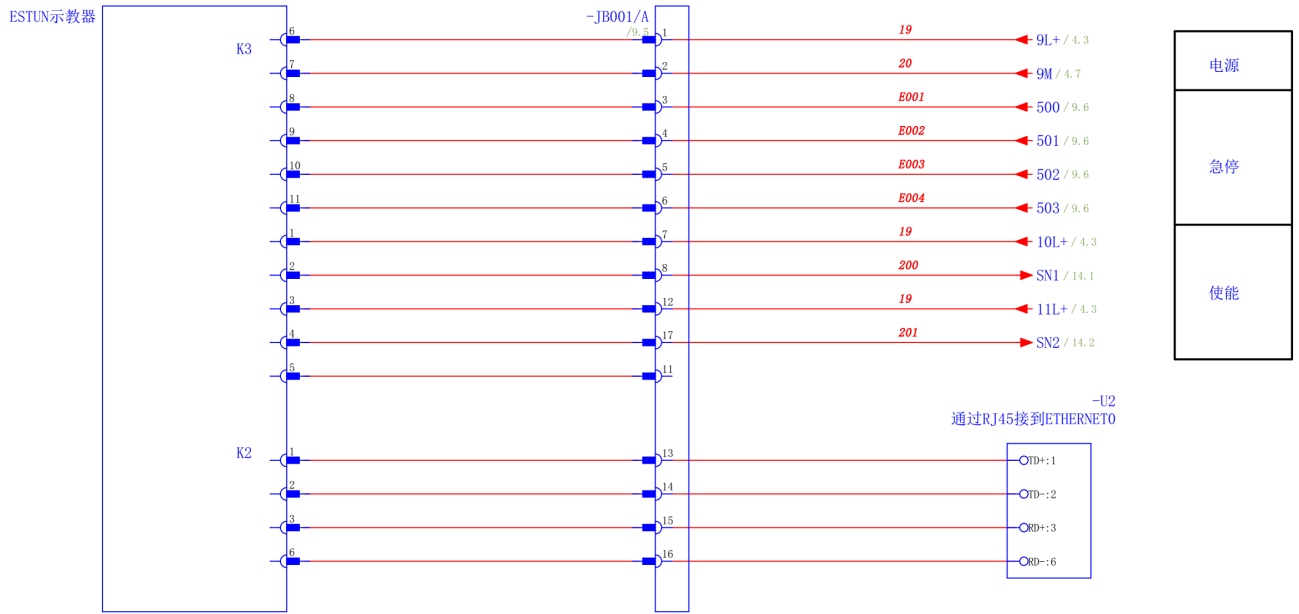 ESTUN示教器
-JB001/A
/9.5
K3
6 1 19 9L+ /4.3
7 2 20 9M /4.7
8 3 E001 500 /9.6
9 4 E002 501 /9.6
10 5 E003 502 /9.6
11 6 E004 503 /9.6
1 7 19 10L+ /4.3
2 8 200 SN1 /14.1
3 12 19 11L+ /4.3
4 17 201 SN2 /14.2
5 11
电源
急停
使能
-U2
通过RJ45接到ETHERNET0
K2
1 13 TD+:1
2 14 TD-:2
3 15 RD+:3
6 16 RD-:6